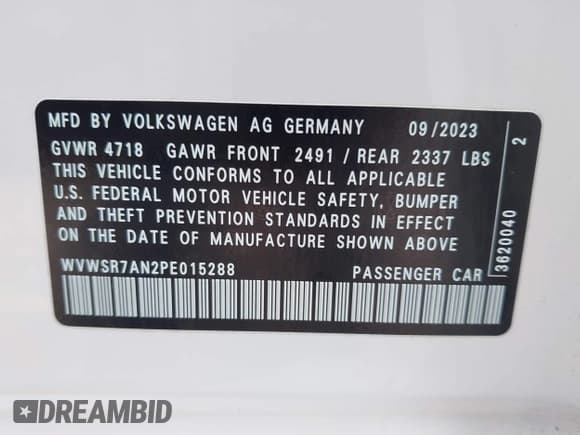 MFD BY VOLKSWAGEN AG GERMANY 09/2023
GVWR 4718 GAWR FRONT 2491 / REAR 2337 LBS
THIS VEHICLE CONFORMS TO ALL APPLICABLE
U.S. FEDERAL MOTOR VEHICLE SAFETY, BUMPER
AND THEFT PREVENTION STANDARDS IN EFFECT
ON THE DATE OF MANUFACTURE SHOWN ABOVE
WVWSR7AN2PE015288 PASSENGER CAR
3620040 2
DREAMBID